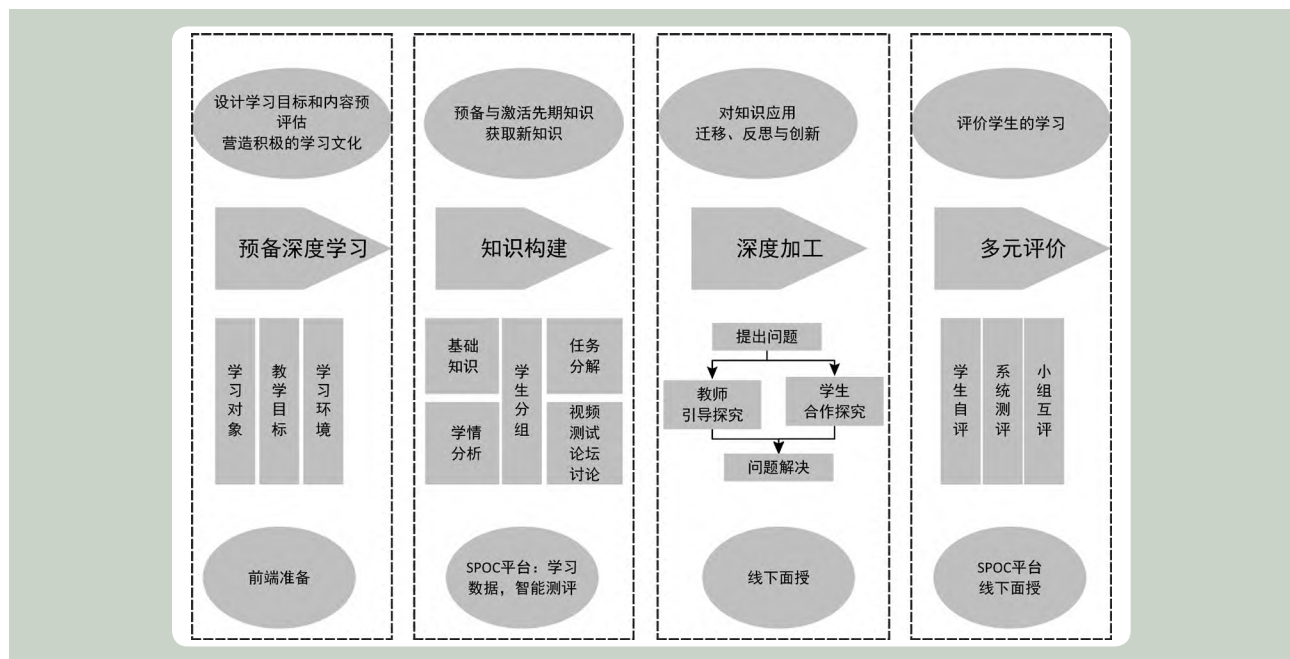 设计学习目标和内容预
评估
营造积极的学习文化
预备深度学习
学习对象
教学目标
学习环境
前端准备
预备与激活先期知识
获取新知识
知识构建
基础
知识
学情
分析
学生分组
任务
分解
视频
测试
论坛
讨论
SPOC平台：学习
数据，智能测评
对知识应用
迁移、反思与创新
深度加工
提出问题
教师
引导探究
学生
合作探究
问题解决
线下面授
评价学生的学习
多元评价
学生自评
系统测评
小组互评
SPOC平台
线下面授